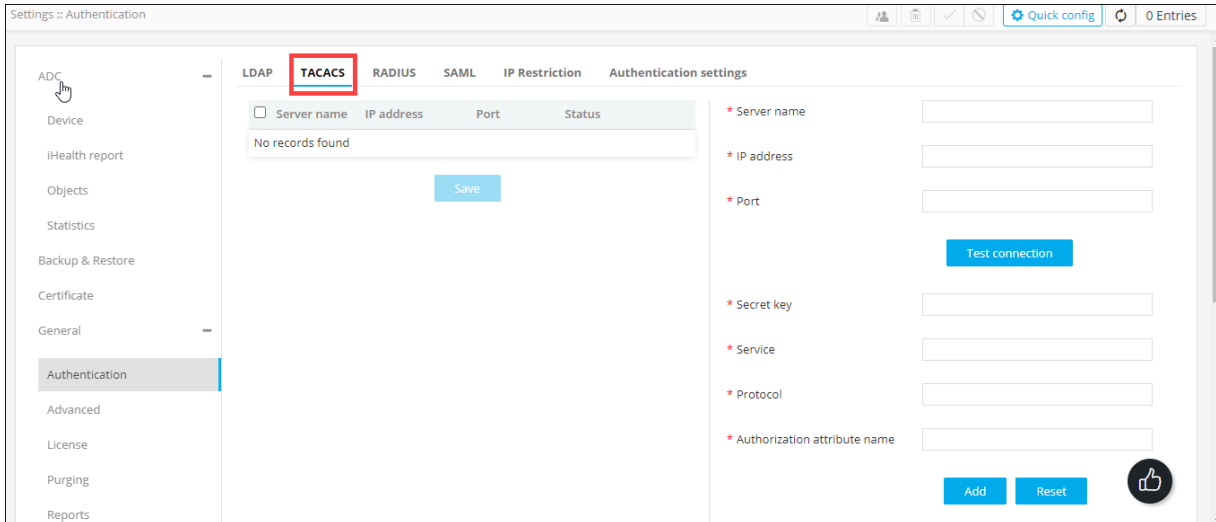 Settings :: Authentication
Quick config
0 Entries
ADC
Device
iHealth report
Objects
Statistics
Backup & Restore
Certificate
General
Authentication
Advanced
License
Purging
Reports
LDAP TACACS RADIUS SAML IP Restriction Authentication settings
Server name IP address Port Status
No records found
Save
* Server name
* IP address
* Port
Test connection
* Secret key
* Service
* Protocol
* Authorization attribute name
Add Reset